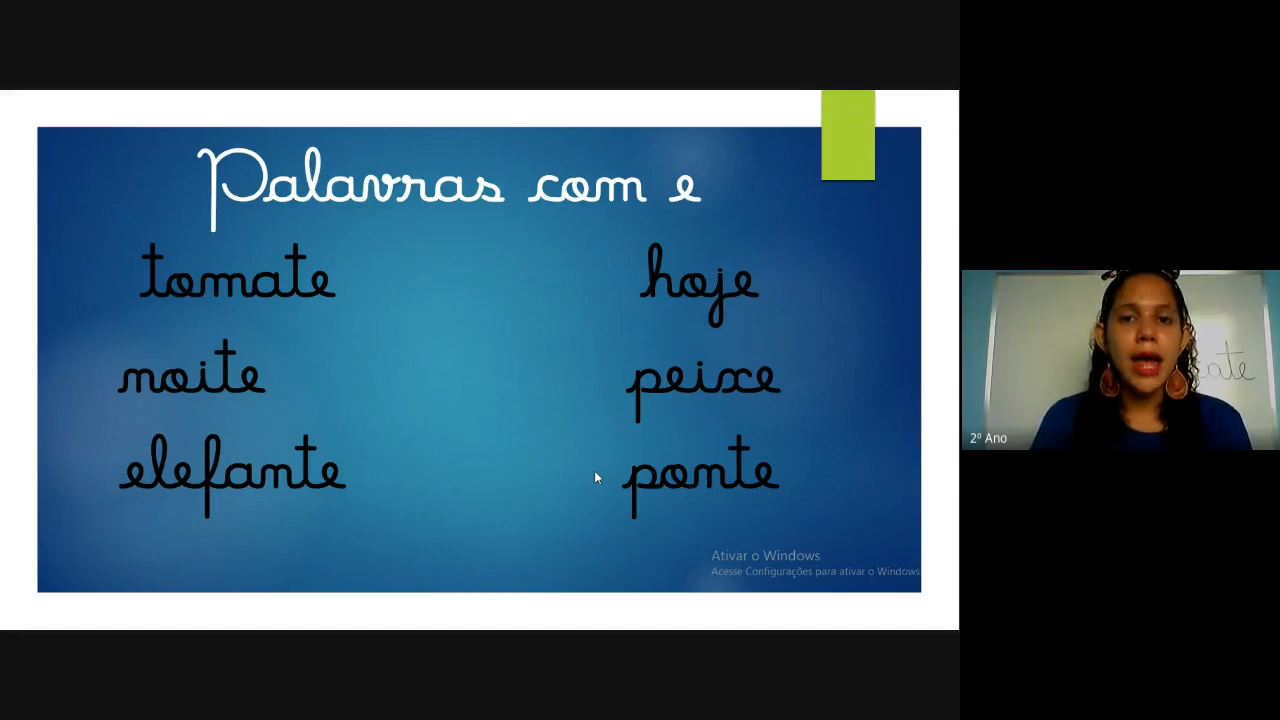 Palavras com e
tomate
noite
elefante
hoje
peixe
ponte
Ativar o Windows
Acesse Configurações para ativar o Windows.
2º Ano